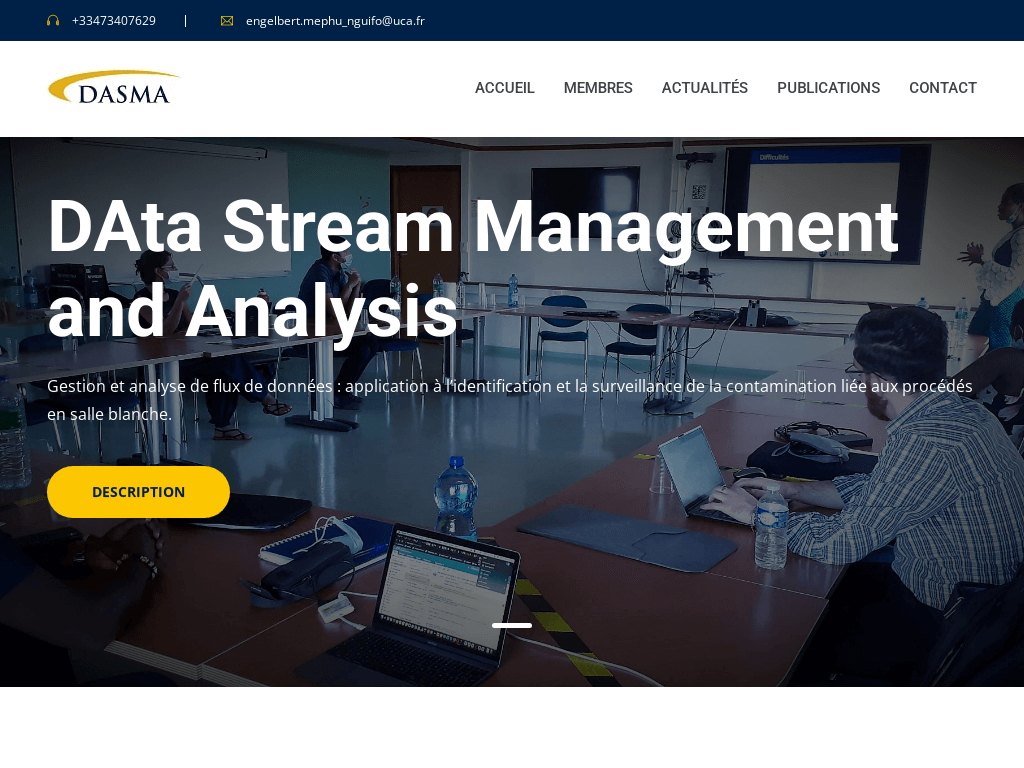 +33473407629
engelbert.mephu_nguifo@uca.fr
DASMA
ACCUEIL
MEMBRES
ACTUALITÉS
PUBLICATIONS
CONTACT
Difficultés
DAta Stream Management
and Analysis
Gestion et analyse de flux de données : application à l'identification et la surveillance de la contamination liée aux procédés
en salle blanche.
DESCRIPTION